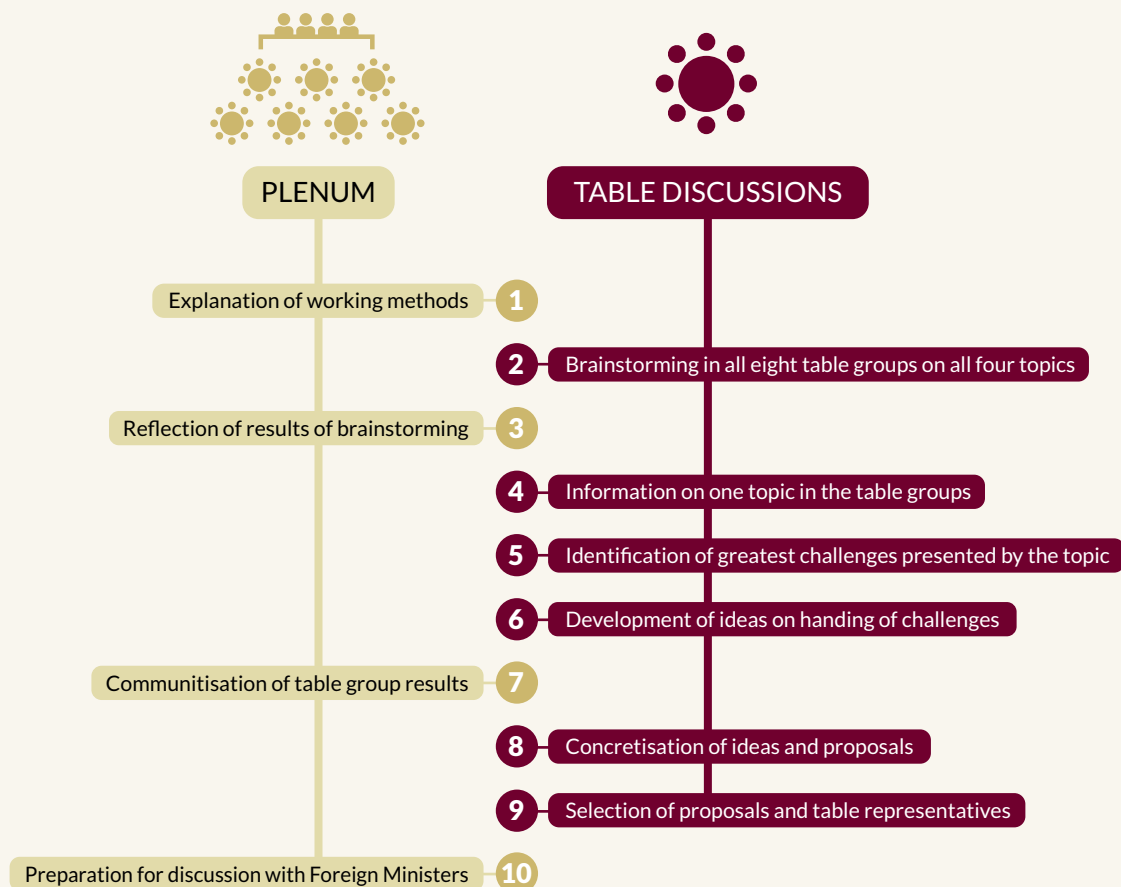 PLENUM
TABLE DISCUSSIONS
Explanation of working methods 1
2 Brainstorming in all eight table groups on all four topics
Reflection of results of brainstorming 3
4 Information on one topic in the table groups
5 Identification of greatest challenges presented by the topic
6 Development of ideas on handing of challenges
Communitisation of table group results 7
8 Concretisation of ideas and proposals
9 Selection of proposals and table representatives
Preparation for discussion with Foreign Ministers 10